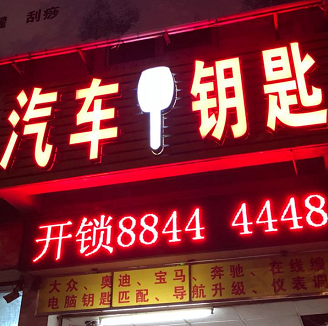 刮痧
汽车钥匙
开锁8844 4448
大众、奥迪、宝马、奔驰、在线维
电脑钥匙匹配、导航升级、仪表调